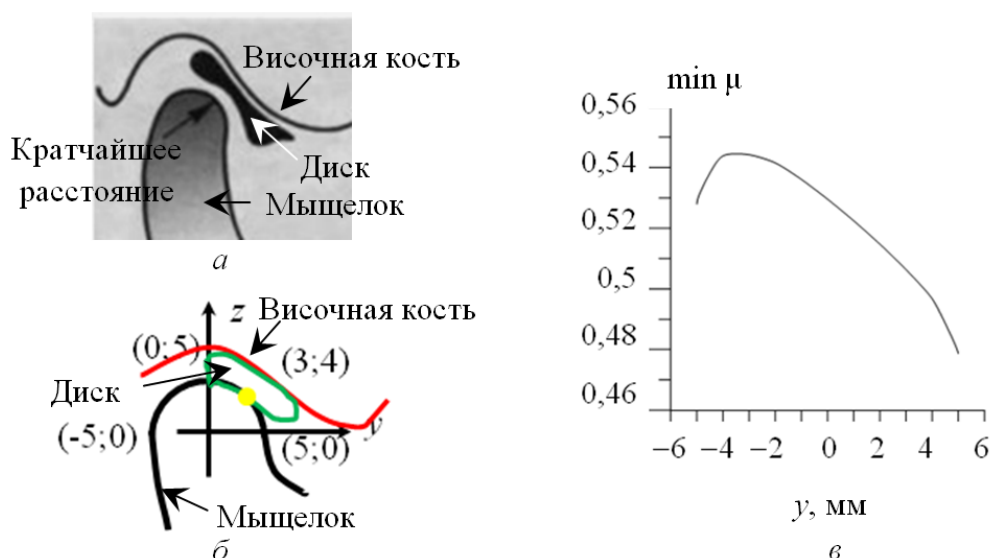 Височная кость
Кратчайшее
расстояние
Диск
Мыщелок
а
z
Височная кость
(0;5)
(3;4)
Диск
(-5;0)
(5;0)
y
Мыщелок
б
min μ
0,56
0,54
0,52
0,5
0,48
0,46
−6 −4 −2 0 2 4 6
y, мм
в